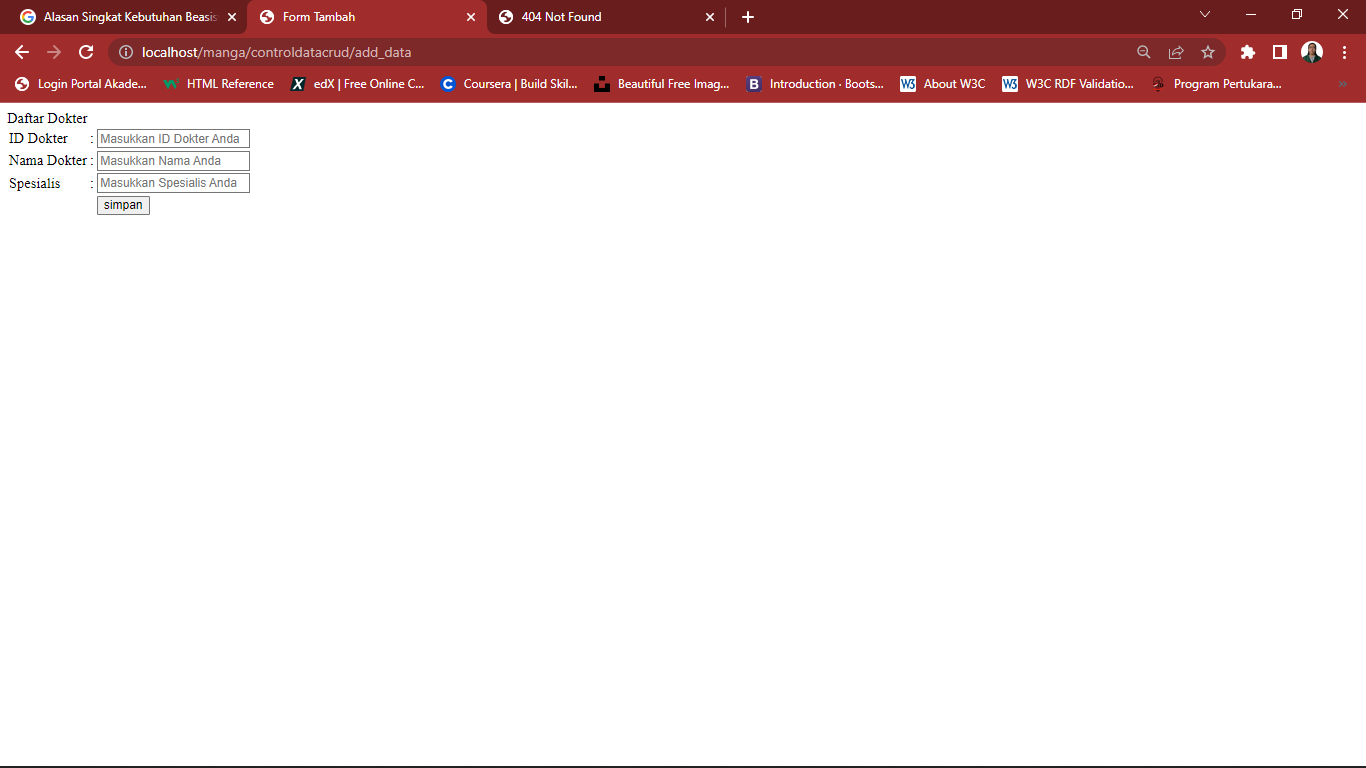 Alasan Singkat Kebutuhan Beasis
Form Tambah
404 Not Found
localhost/manga/controldatacrud/add_data
Login Portal Akade...
HTML Reference
edX | Free Online C...
Coursera | Build Skil...
Beautiful Free Imag...
Introduction · Boots...
About W3C
W3C RDF Validatio...
Program Pertukara...
Daftar Dokter
ID Dokter : Masukkan ID Dokter Anda
Nama Dokter : Masukkan Nama Anda
Spesialis : Masukkan Spesialis Anda
simpan